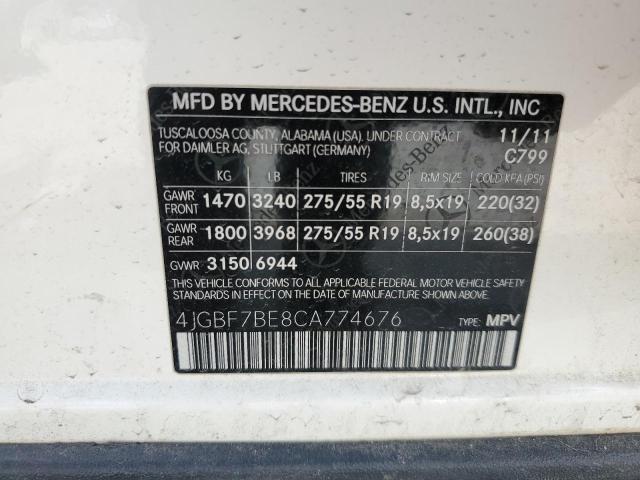 MFD BY MERCEDES-BENZ U.S. INTL., INC
TUSCALOOSA COUNTY, ALABAMA (USA). UNDER CONTRACT 11/11
FOR DAIMLER AG, STUTTGART (GERMANY) C799
KG LB TIRES RIM SIZE COLD KPA (PSI)
GAWR FRONT 1470 3240 275/55 R19 8,5x19 220(32)
GAWR REAR 1800 3968 275/55 R19 8,5x19 260(38)
GVWR 3150 6944
THIS VEHICLE CONFORMS TO ALL APPLICABLE FEDERAL MOTOR VEHICLE SAFETY,
BUMPER, AND THEFT PREVENTION STANDARDS IN EFFECT ON THE DATE OF MANUFACTURE SHOWN ABOVE.
4JGBF7BE8CA774676 TYPE: MPV